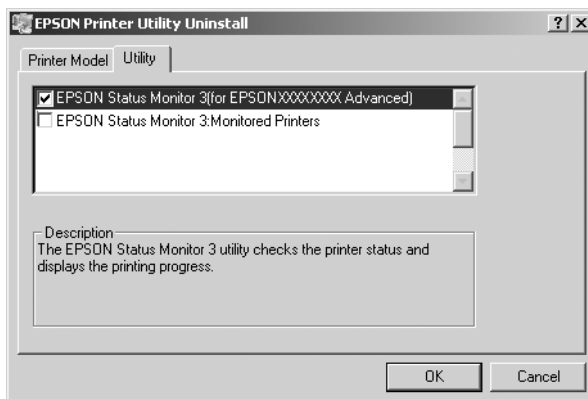 EPSON Printer Utility Uninstall
Printer Model Utility
EPSON Status Monitor 3(for EPSONXXXXXXXX Advanced)
EPSON Status Monitor 3:Monitored Printers
Description
The EPSON Status Monitor 3 utility checks the printer status and
displays the printing progress.
OK Cancel